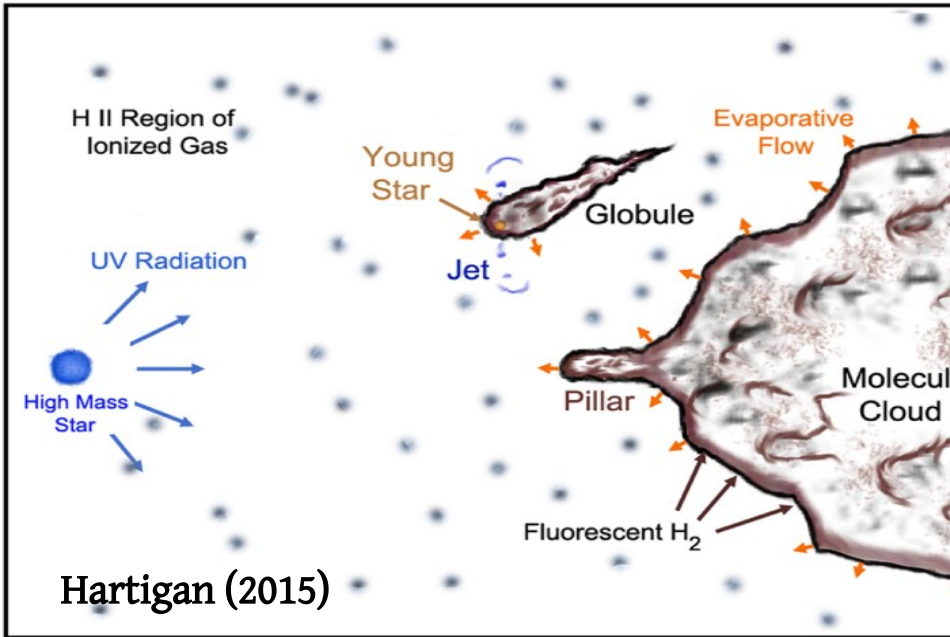 H II Region of
Ionized Gas
Young
Star
Globule
Evaporative
Flow
Jet
UV Radiation
High Mass
Star
Pillar
Molecul
Cloud
Fluorescent H₂
Hartigan (2015)